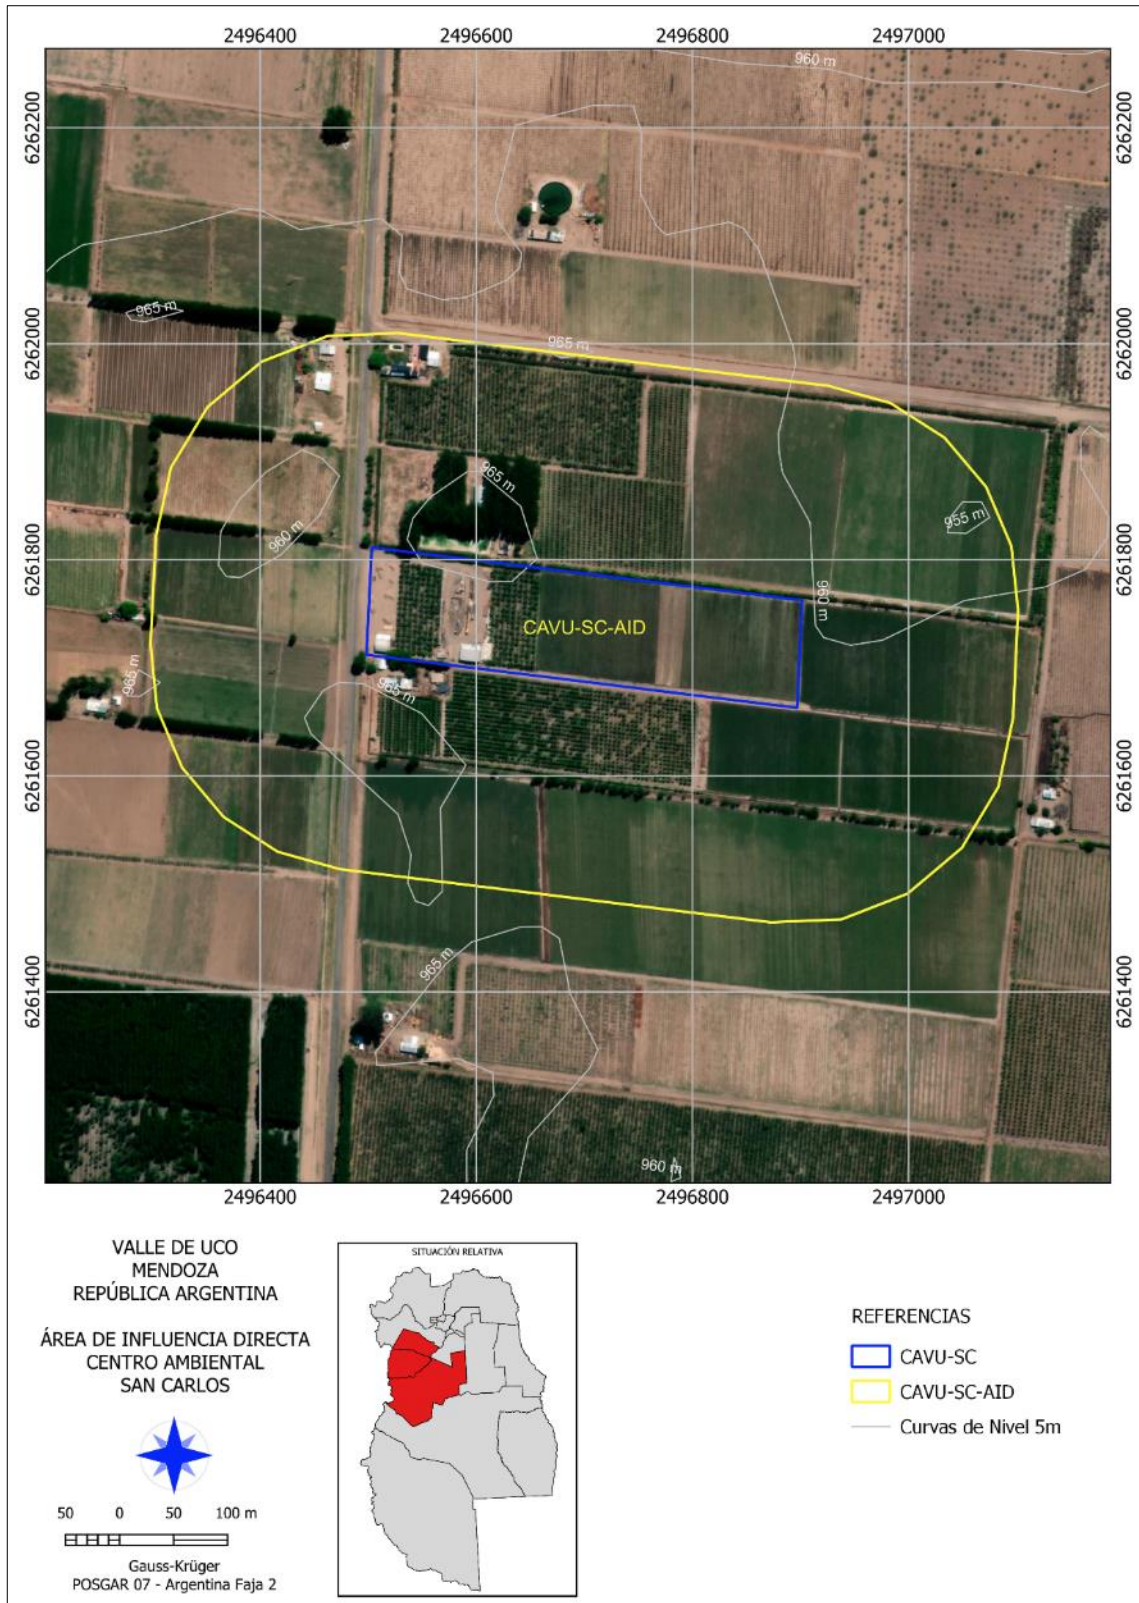 2496400 2496600 2496800 2497000
960 m
6262200 6262200
965 m
965 m
6262000 6262000
965 m
960 m
955 m
6261800 6261800
960 m
CAVU-SC-AID
965 m
965 m
6261600 6261600
965 m
6261400 6261400
960 m
2496400 2496600 2496800 2497000
VALLE DE UCO
MENDOZA
REPÚBLICA ARGENTINA
ÁREA DE INFLUENCIA DIRECTA
CENTRO AMBIENTAL
SAN CARLOS
50 0 50 100 m
Gauss-Krüger
POSGAR 07 - Argentina Faja 2
SITUACIÓN RELATIVA
REFERENCIAS
CAVU-SC
CAVU-SC-AID
Curvas de Nivel 5m